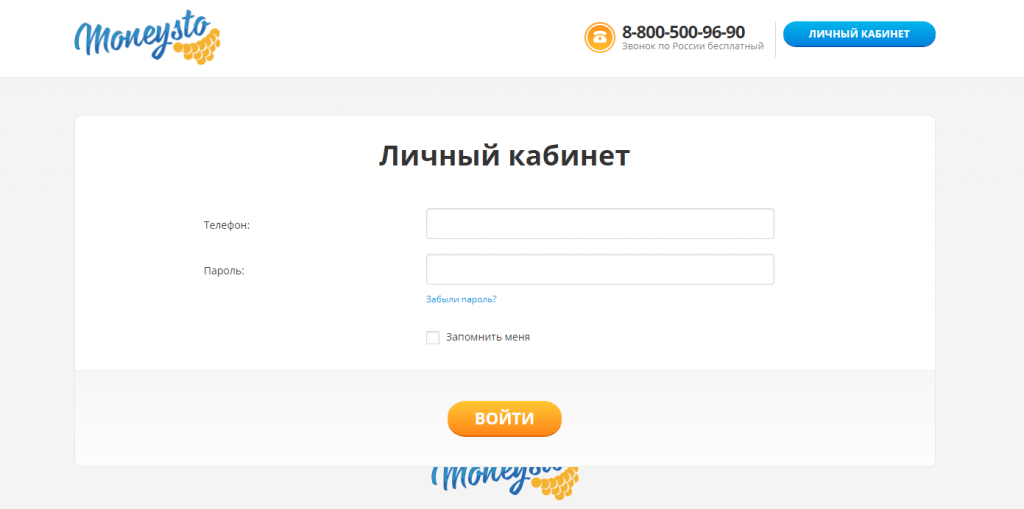 Moneysto
8-800-500-96-90
Звонок по России бесплатный
ЛИЧНЫЙ КАБИНЕТ
Личный кабинет
Телефон:
Пароль:
Забыли пароль?
Запомнить меня
ВОЙТИ
Moneysto